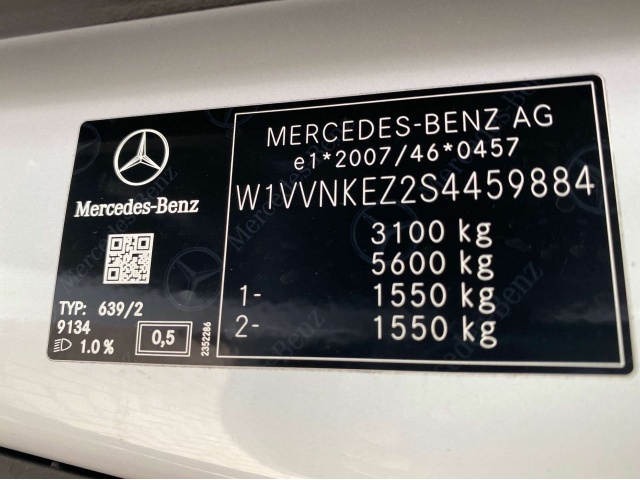 Mercedes-Benz
TYP: 639/2
9134
1.0 %
0,5
2352286
MERCEDES-BENZ AG
e1*2007/46*0457
W1VVNKEZ2S4459884
3100 kg
5600 kg
1- 1550 kg
2- 1550 kg